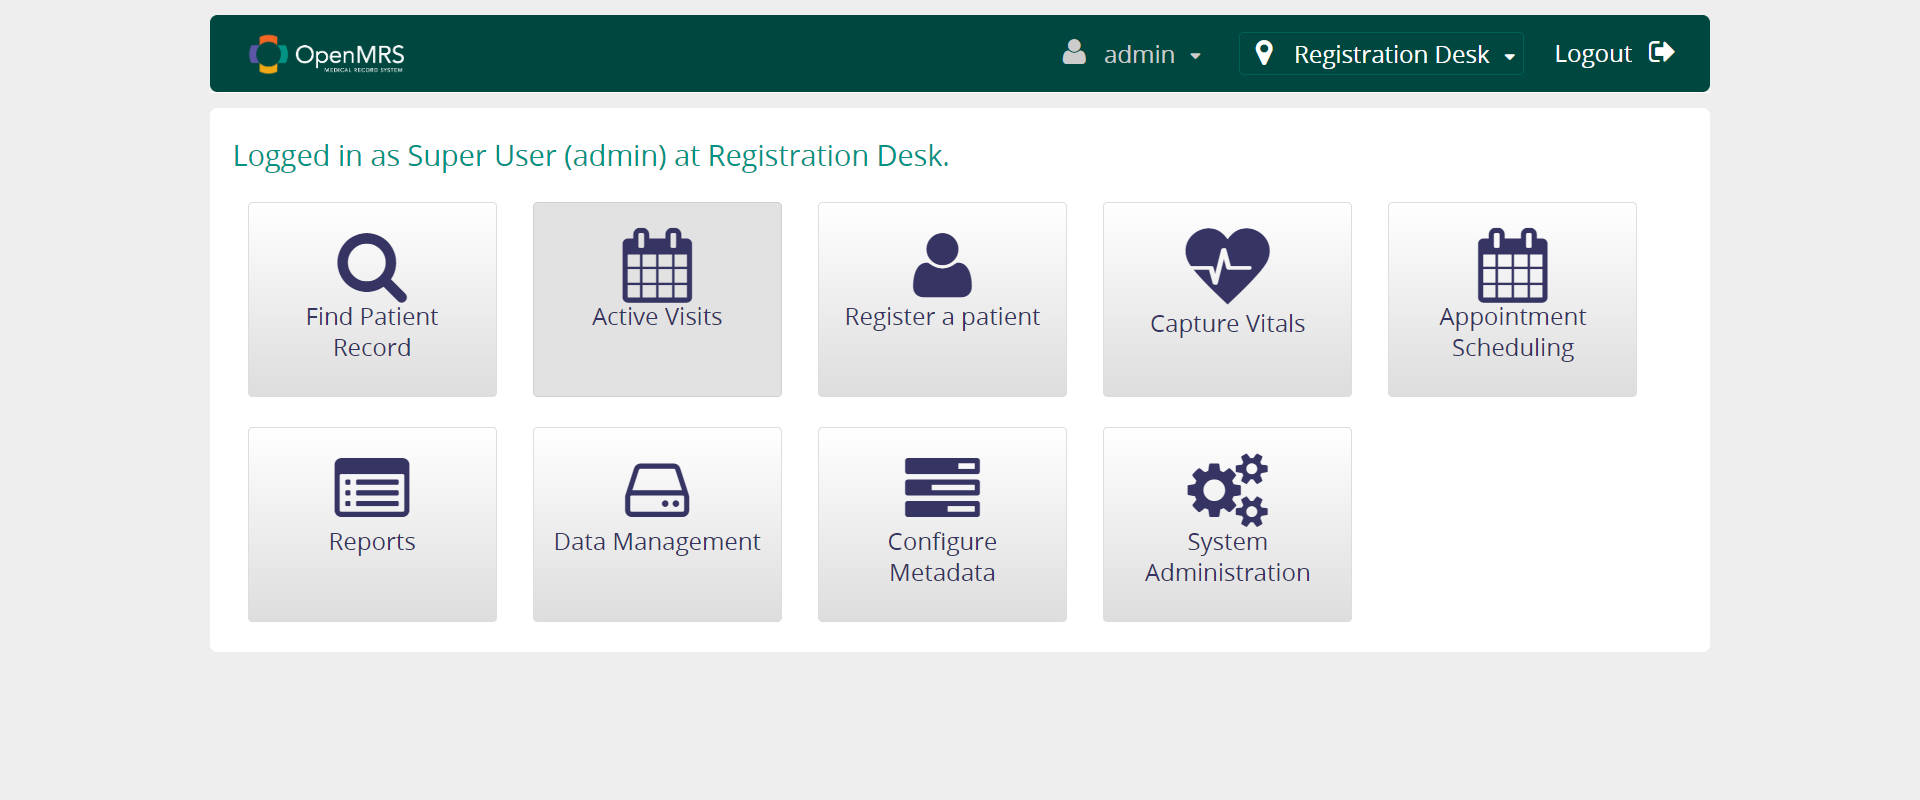 OpenMRS
MEDICAL RECORD SYSTEM
admin
Registration Desk
Logout
Logged in as Super User (admin) at Registration Desk.
Find Patient
Record
Active Visits
Register a patient
Capture Vitals
Appointment
Scheduling
Reports
Data Management
Configure
Metadata
System
Administration